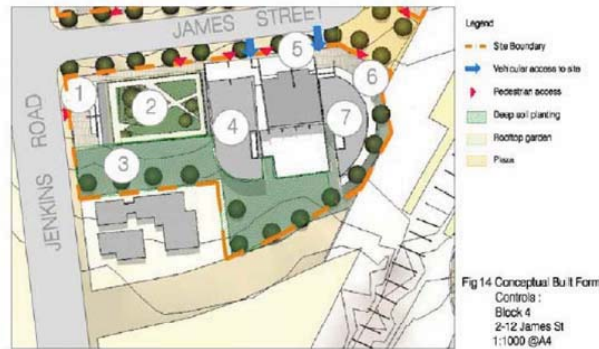 JAMES STREET
JENKINS ROAD
1
2
3
4
5
6
7
Legend
Site Boundary
Vehicular access to site
Pedestrian access
Deep soil planting
Rooftop garden
Plaza
Fig 14 Conceptual Built Form
Controls :
Block 4
2-12 James St
1:1000 @A4